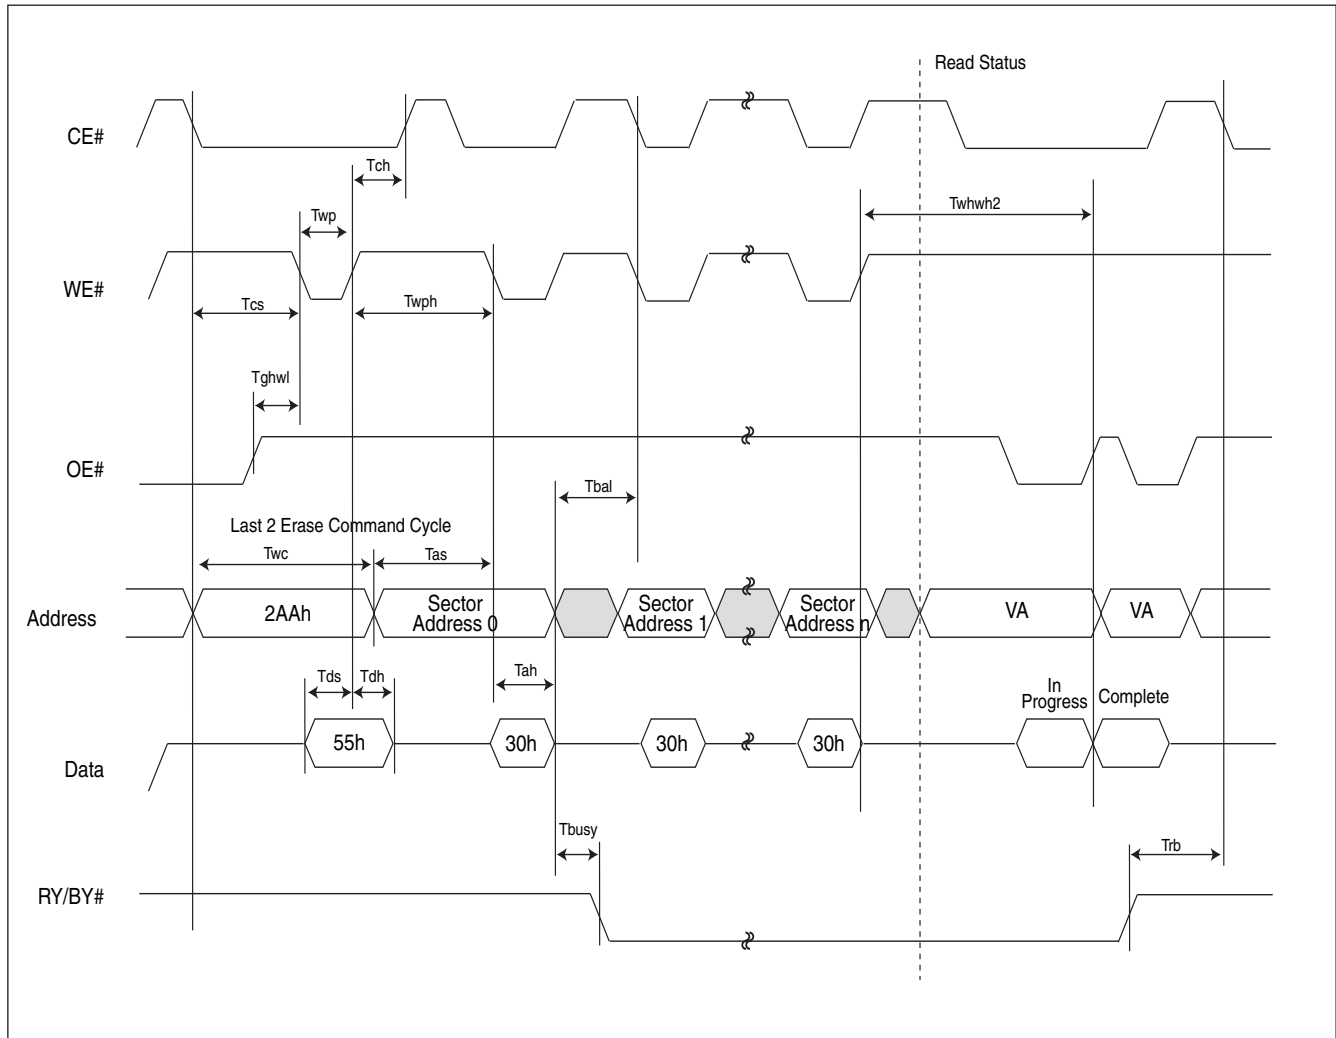 Read Status
CE#
Tch
Twhwh2
Twp
WE#
Tcs
Twph
Tghwl
OE#
Tbal
Last 2 Erase Command Cycle
Twc
Tas
Address
2AAh
Sector
Address 0
Sector
Address 1
Sector
Address n
VA
VA
Tds
Tdh
Tah
In
Progress
Complete
Data
55h
30h
30h
30h
Tbusy
Trb
RY/BY#